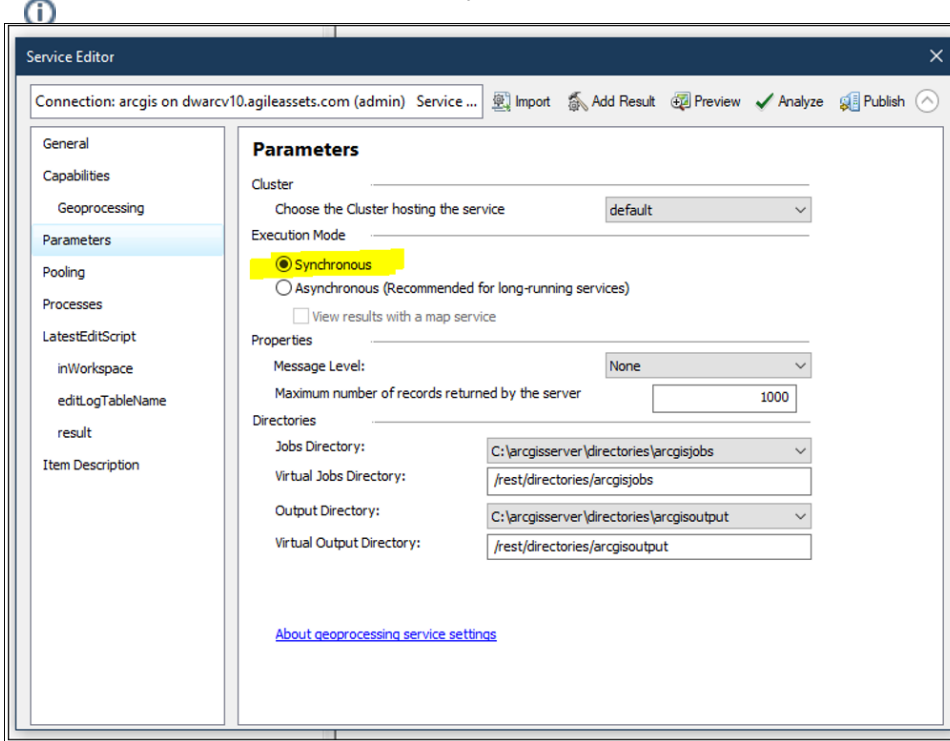 Service Editor
Connection: arcgis on dwarcv10.agileassets.com (admin) Service ... Import Add Result Preview Analyze Publish
General
Capabilities
Geoprocessing
Parameters
Pooling
Processes
LatestEditScript
inWorkspace
editLogTableName
result
Item Description
Parameters
Cluster
Choose the Cluster hosting the service default
Execution Mode
Synchronous
Asynchronous (Recommended for long-running services)
View results with a map service
Properties
Message Level: None
Maximum number of records returned by the server 1000
Directories
Jobs Directory: C:\arcgisserver\directories\arcgisjobs
Virtual Jobs Directory: /rest/directories/arcgisjobs
Output Directory: C:\arcgisserver\directories\arcgisoutput
Virtual Output Directory: /rest/directories/arcgisoutput
About geoprocessing service settings